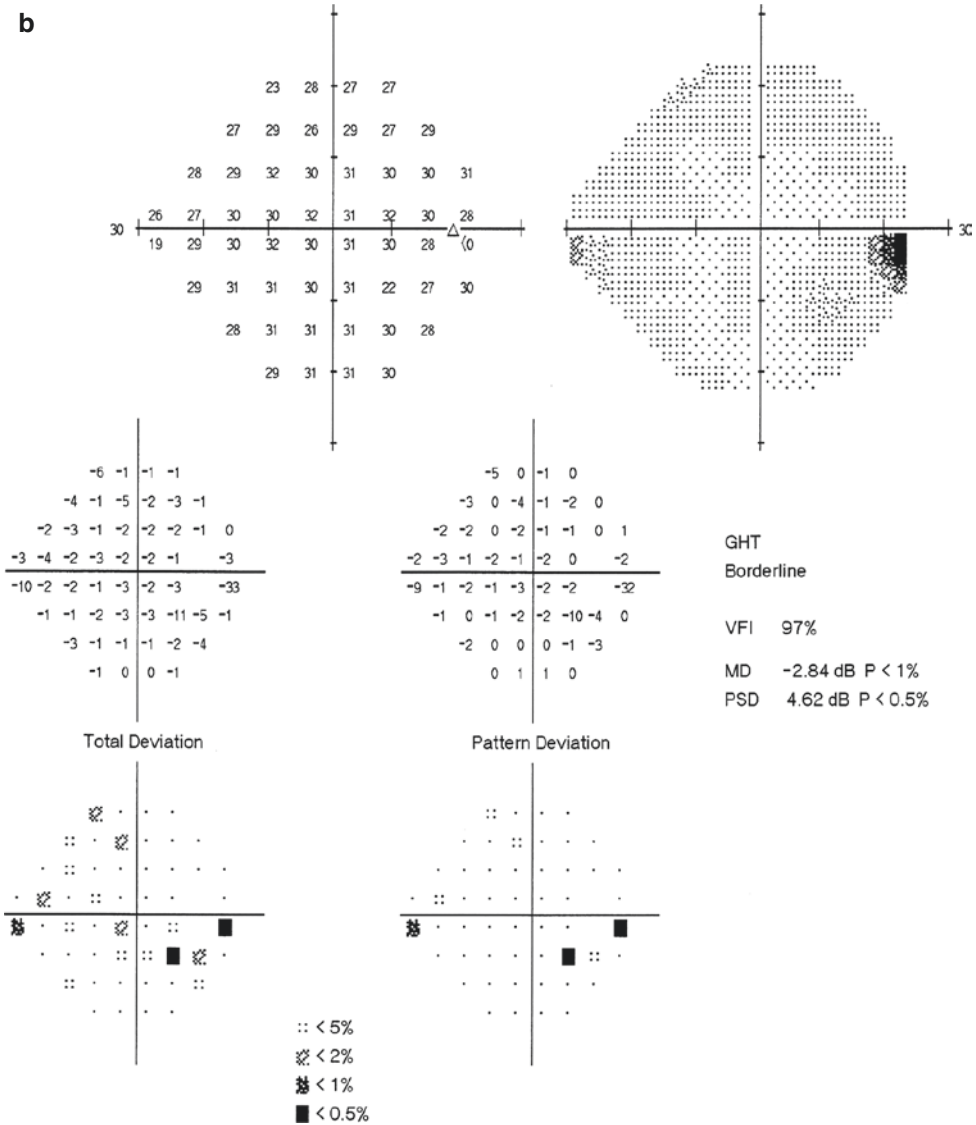 b
23 28 27 27
27 29 26 29 27 29
28 29 32 30 31 30 30 31
26 27 30 30 32 31 32 30 28
30 30
19 29 30 32 30 31 30 28 <0
29 31 31 30 31 22 27 30
28 31 31 31 30 28
29 31 31 30
-6 -1 -1 -1
-4 -1 -5 -2 -3 -1
-2 -3 -1 -2 -2 -2 -1 0
-3 -4 -2 -3 -2 -2 -1 -3
-10 -2 -2 -1 -3 -2 -3 -33
-1 -1 -2 -3 -3 -11 -5 -1
-3 -1 -1 -1 -2 -4
-1 0 0 -1
Total Deviation
-5 0 -1 0
-3 0 -4 -1 -2 0
-2 -2 0 -2 -1 -1 0 1
-2 -3 -1 -2 -1 -2 0 -2
-9 -1 -2 -1 -3 -2 -2 -32
-1 0 -1 -2 -2 -10 -4 0
-2 0 0 0 -1 -3
0 1 1 0
Pattern Deviation
GHT
Borderline
VFI 97%
MD -2.84 dB P < 1%
PSD 4.62 dB P < 0.5%
< 5%
< 2%
< 1%
< 0.5%